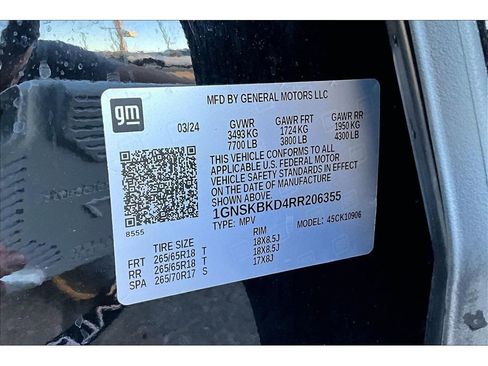 gm
MFD BY GENERAL MOTORS LLC
03/24 GVWR GAWR FRT GAWR RR
3493 KG 1724 KG 1950 KG
7700 LB 3800 LB 4300 LB
THIS VEHICLE CONFORMS TO ALL
APPLICABLE U.S. FEDERAL MOTOR
VEHICLE SAFETY STANDARDS IN EFFECT
ON THE DATE OF MANUFACTURE
SHOWN ABOVE.
1GNSKBKD4RR206355
8555 TYPE: MPV MODEL: 4SCK10906
TIRE SIZE RIM
FRT 265/65R18 T 18X8.5J
RR 265/65R18 T 18X8.5J
SPA 265/70R17 S 17X8J